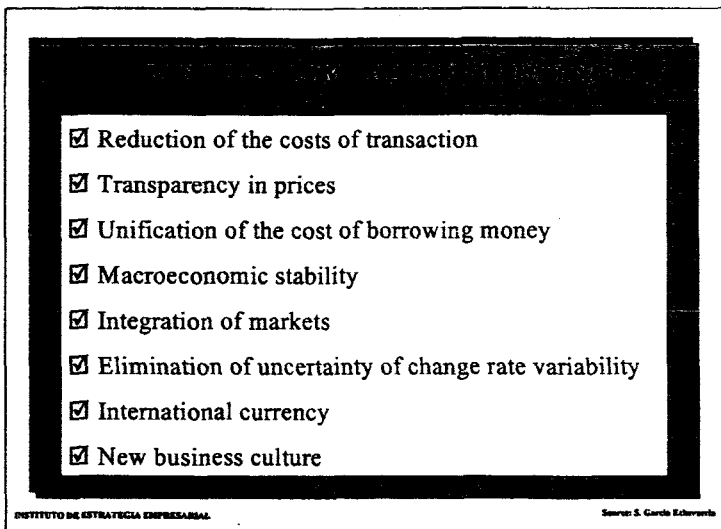 ☑ Reduction of the costs of transaction
☑ Transparency in prices
☑ Unification of the cost of borrowing money
☑ Macroeconomic stability
☑ Integration of markets
☑ Elimination of uncertainty of change rate variability
☑ International currency
☑ New business culture
INSTITUTO DE ESTRATEGIA EMPRESARIAL
Source: S. García Echevarría